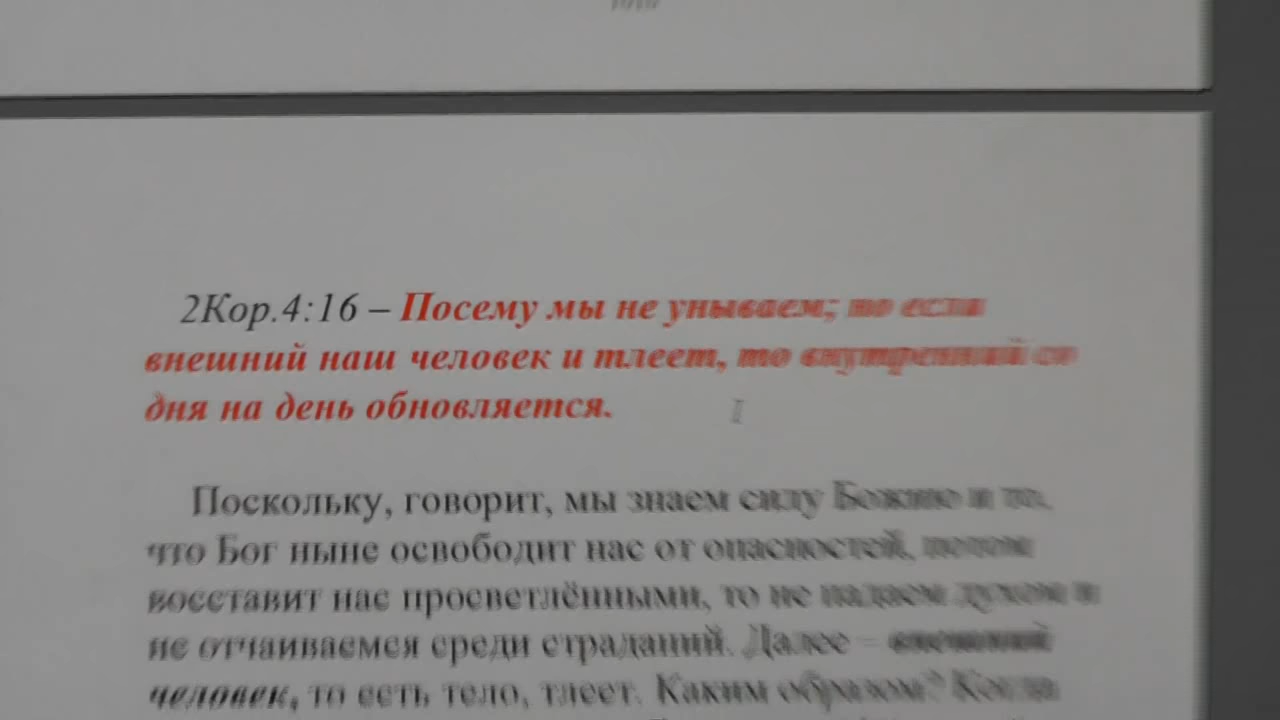 2Кор.4:16 – Посему мы не унываем; то если
внешний наш человек и тлеет, то внутренний со
дня на день обновляется.
Поскольку, говорит, мы знаем силу Божию и то,
что Бог ныне освободит нас от опасностей, потом
восставит нас просветлёнными, то не падаем духом и
не отчаиваемся среди страданий. Далее – внешний
человек, то есть тело, тлеет. Каким образом? Когда